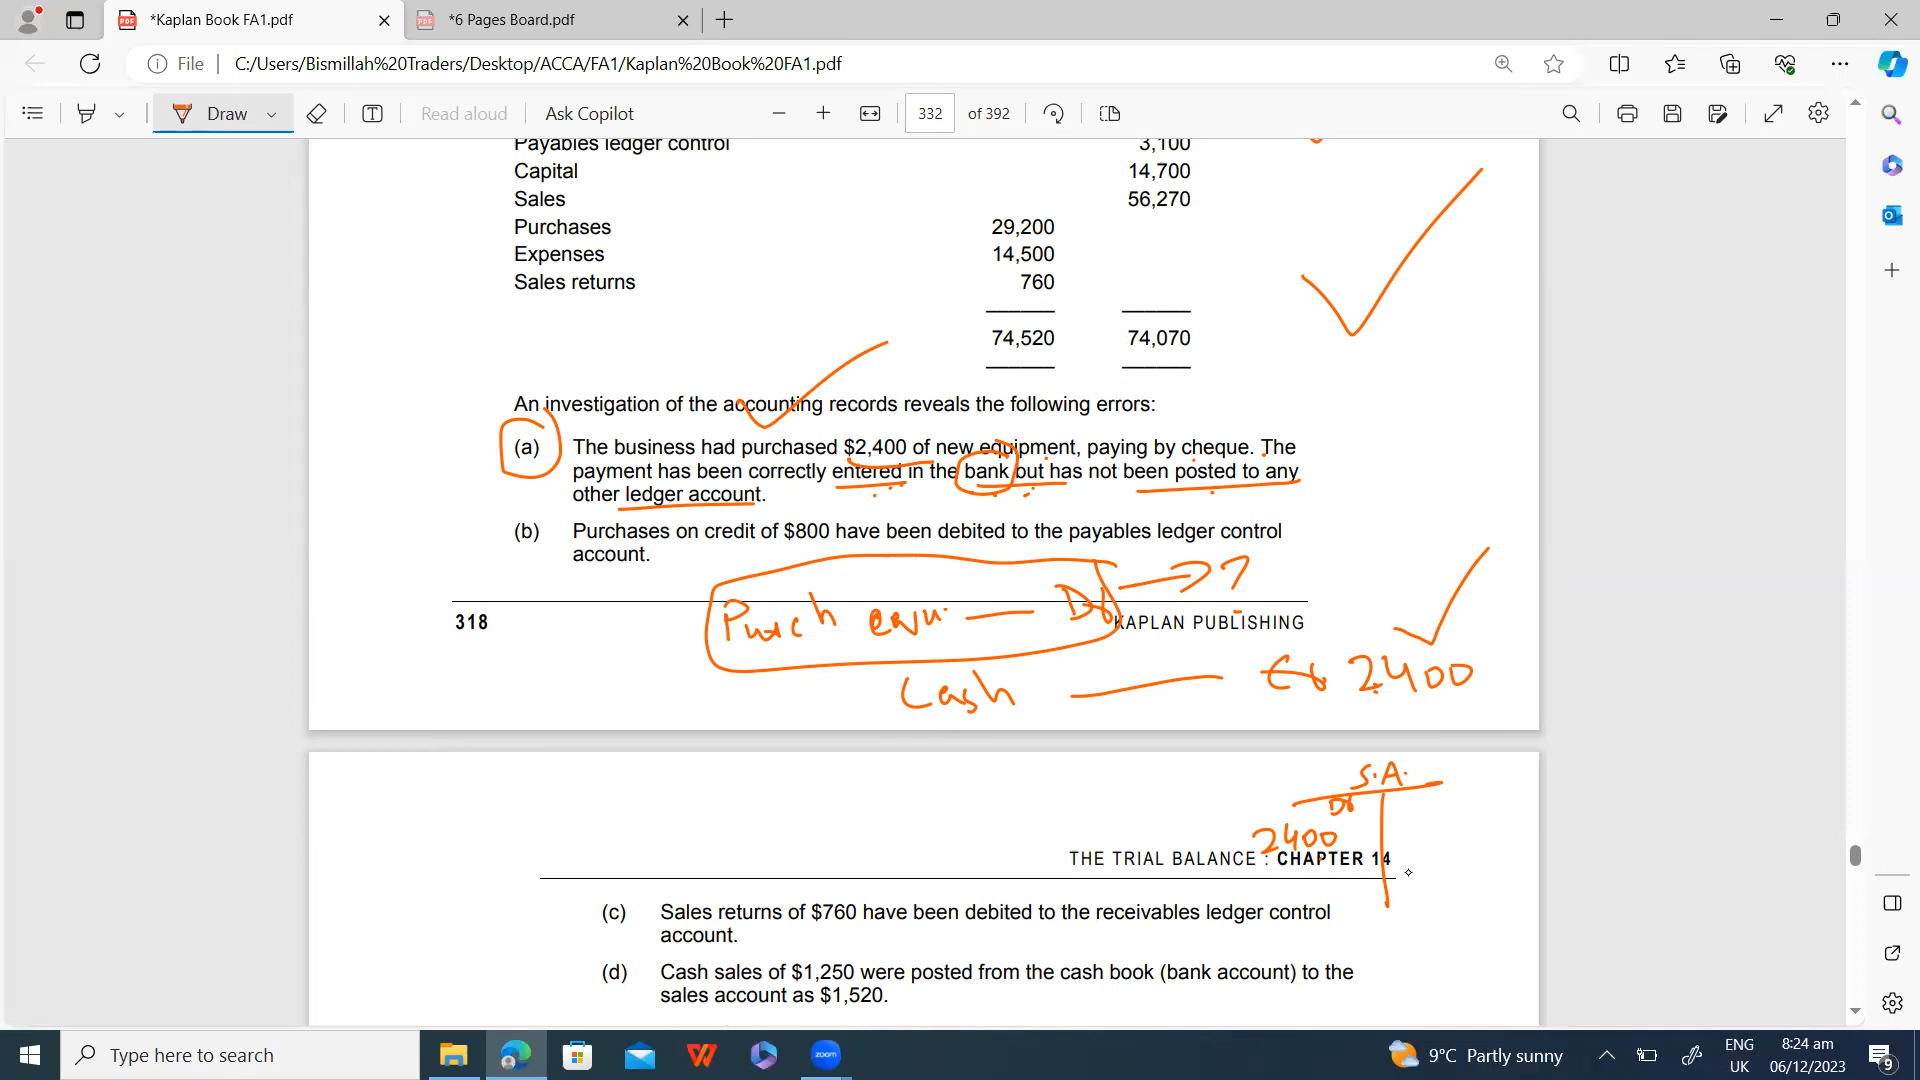 *Kaplan Book FA1.pdf
*6 Pages Board.pdf
File
C:/Users/Bismillah%20Traders/Desktop/ACCA/FA1/Kaplan%20Book%20FA1.pdf
Draw
Read aloud
Ask Copilot
332 of 392
Payables ledger control 3,100
Capital 14,700
Sales 56,270
Purchases 29,200
Expenses 14,500
Sales returns 760
74,520 74,070
An investigation of the accounting records reveals the following errors:
(a) The business had purchased $2,400 of new equipment, paying by cheque. The
payment has been correctly entered in the bank but has not been posted to any
other ledger account.
(b) Purchases on credit of $800 have been debited to the payables ledger control
account.
Purch equ. — Dr → ?
318
KAPLAN PUBLISHING
Cash — Cr 2400
S.A.
Dr
2400
THE TRIAL BALANCE : CHAPTER 14
(c) Sales returns of $760 have been debited to the receivables ledger control
account.
(d) Cash sales of $1,250 were posted from the cash book (bank account) to the
sales account as $1,520.
Type here to search
zoom
9°C Partly sunny
ENG
UK
8:24 am
06/12/2023
9